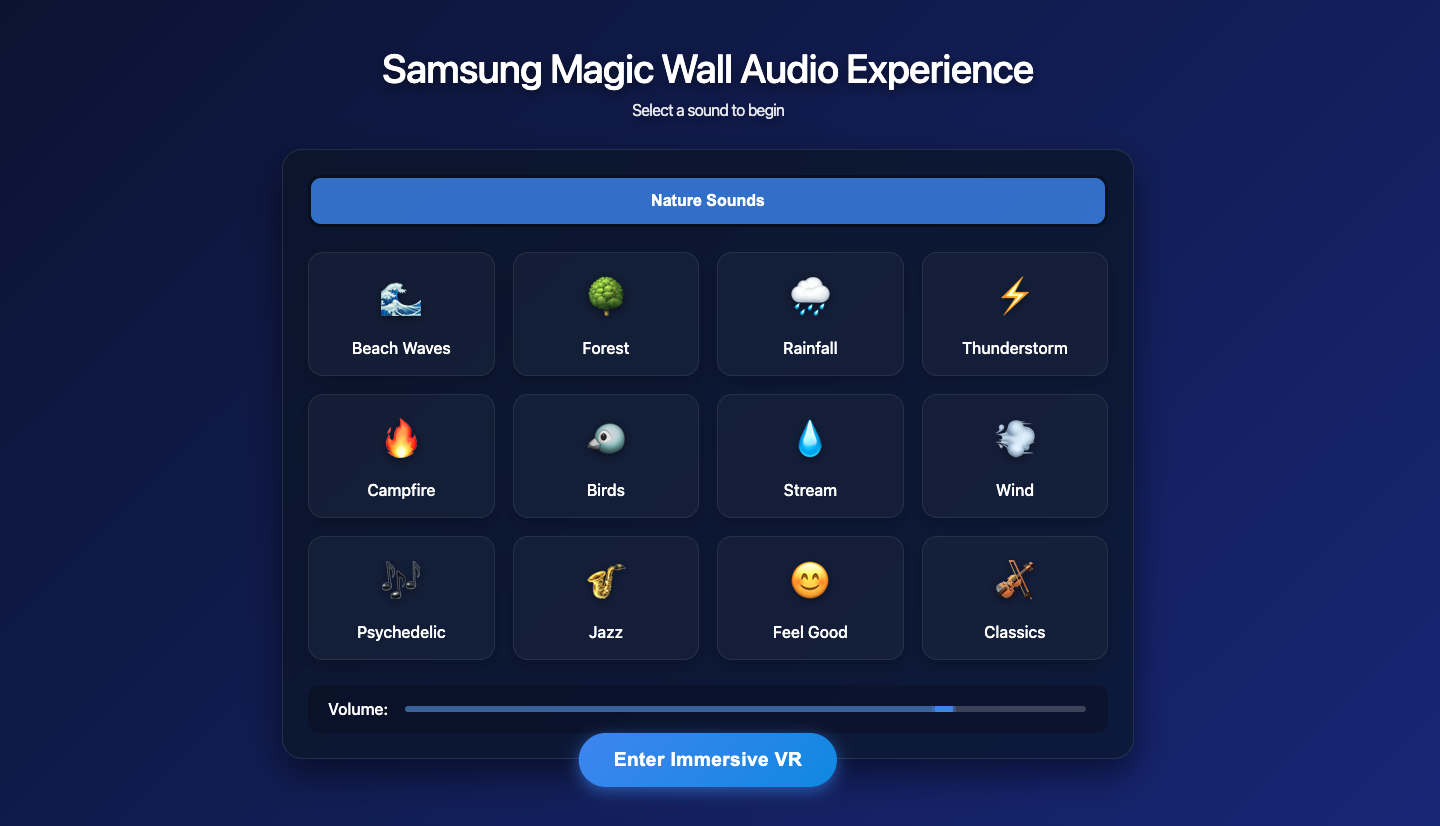 Samsung Magic Wall Audio Experience
Select a sound to begin
Nature Sounds
Beach Waves
Forest
Rainfall
Thunderstorm
Campfire
Birds
Stream
Wind
Psychedelic
Jazz
Feel Good
Classics
Volume:
Enter Immersive VR